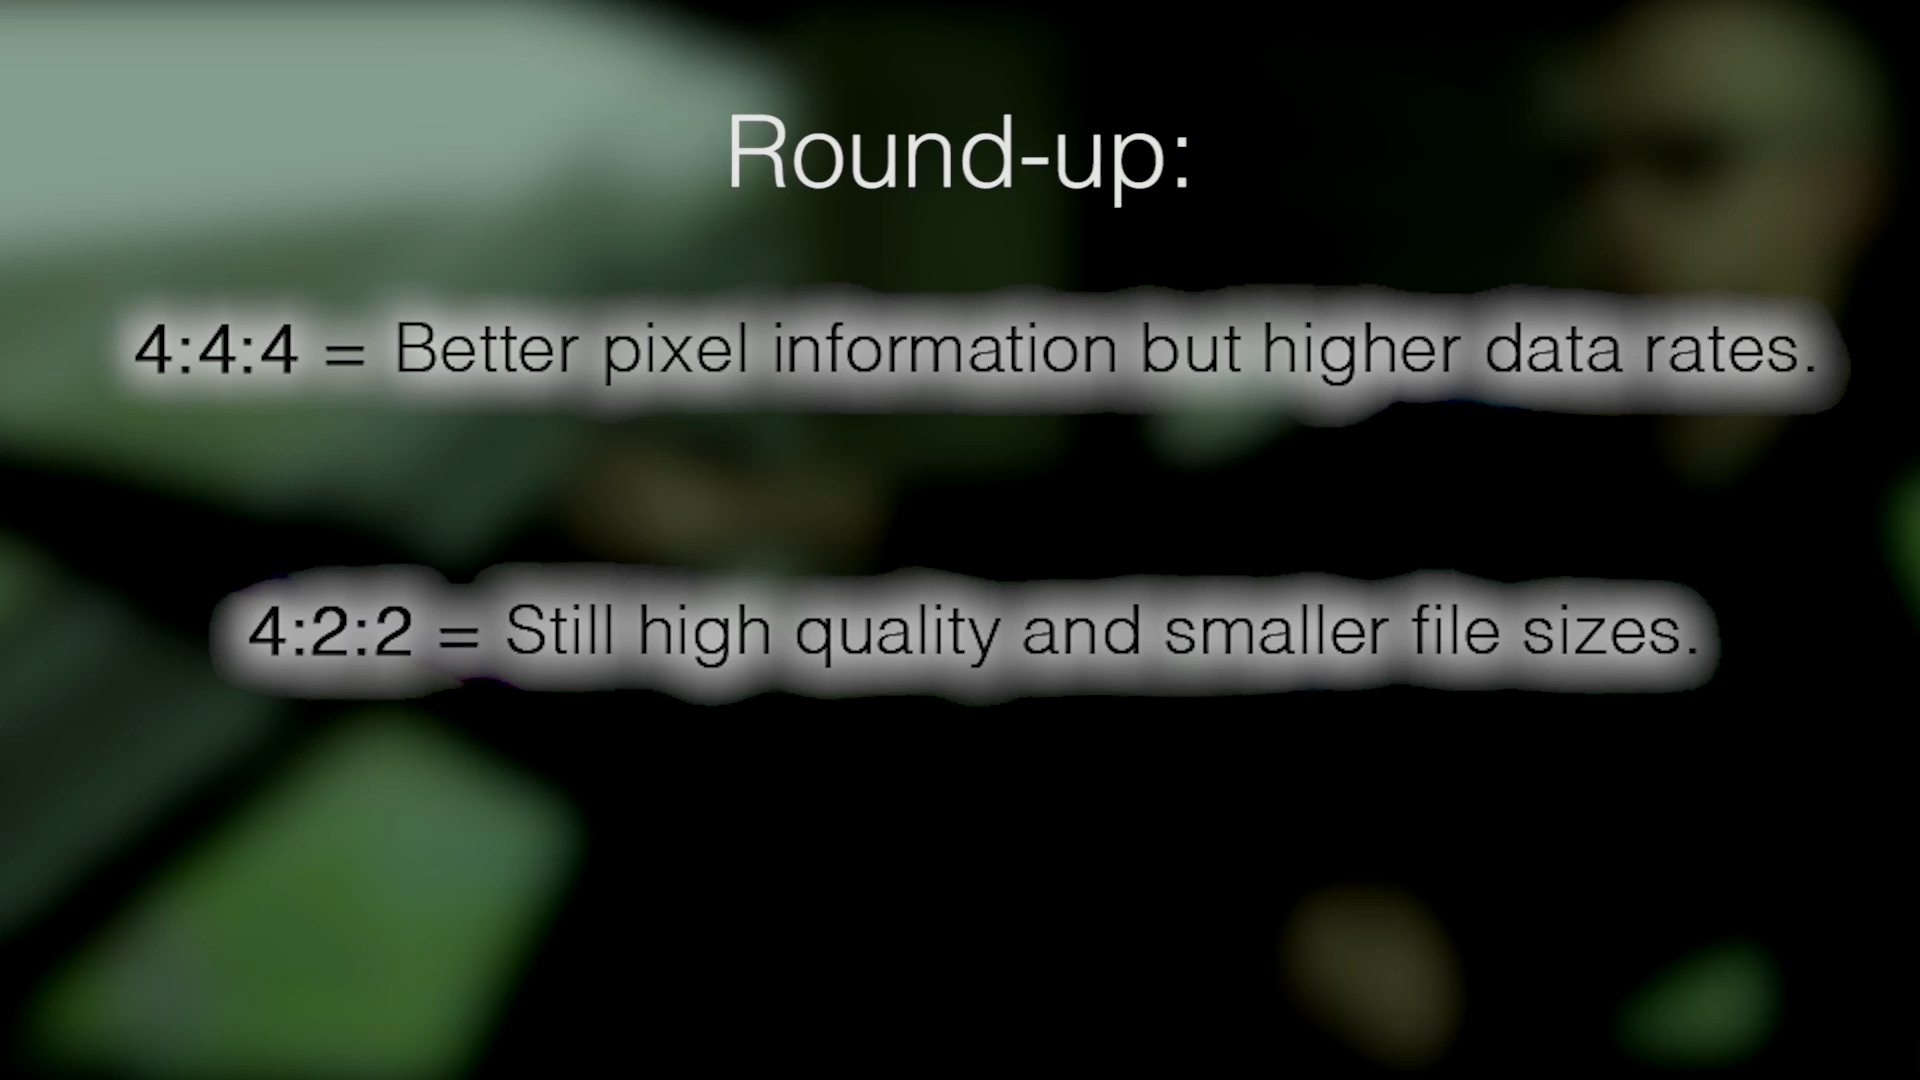 Round-up:
4:4:4 = Better pixel information but higher data rates.
4:2:2 = Still high quality and smaller file sizes.